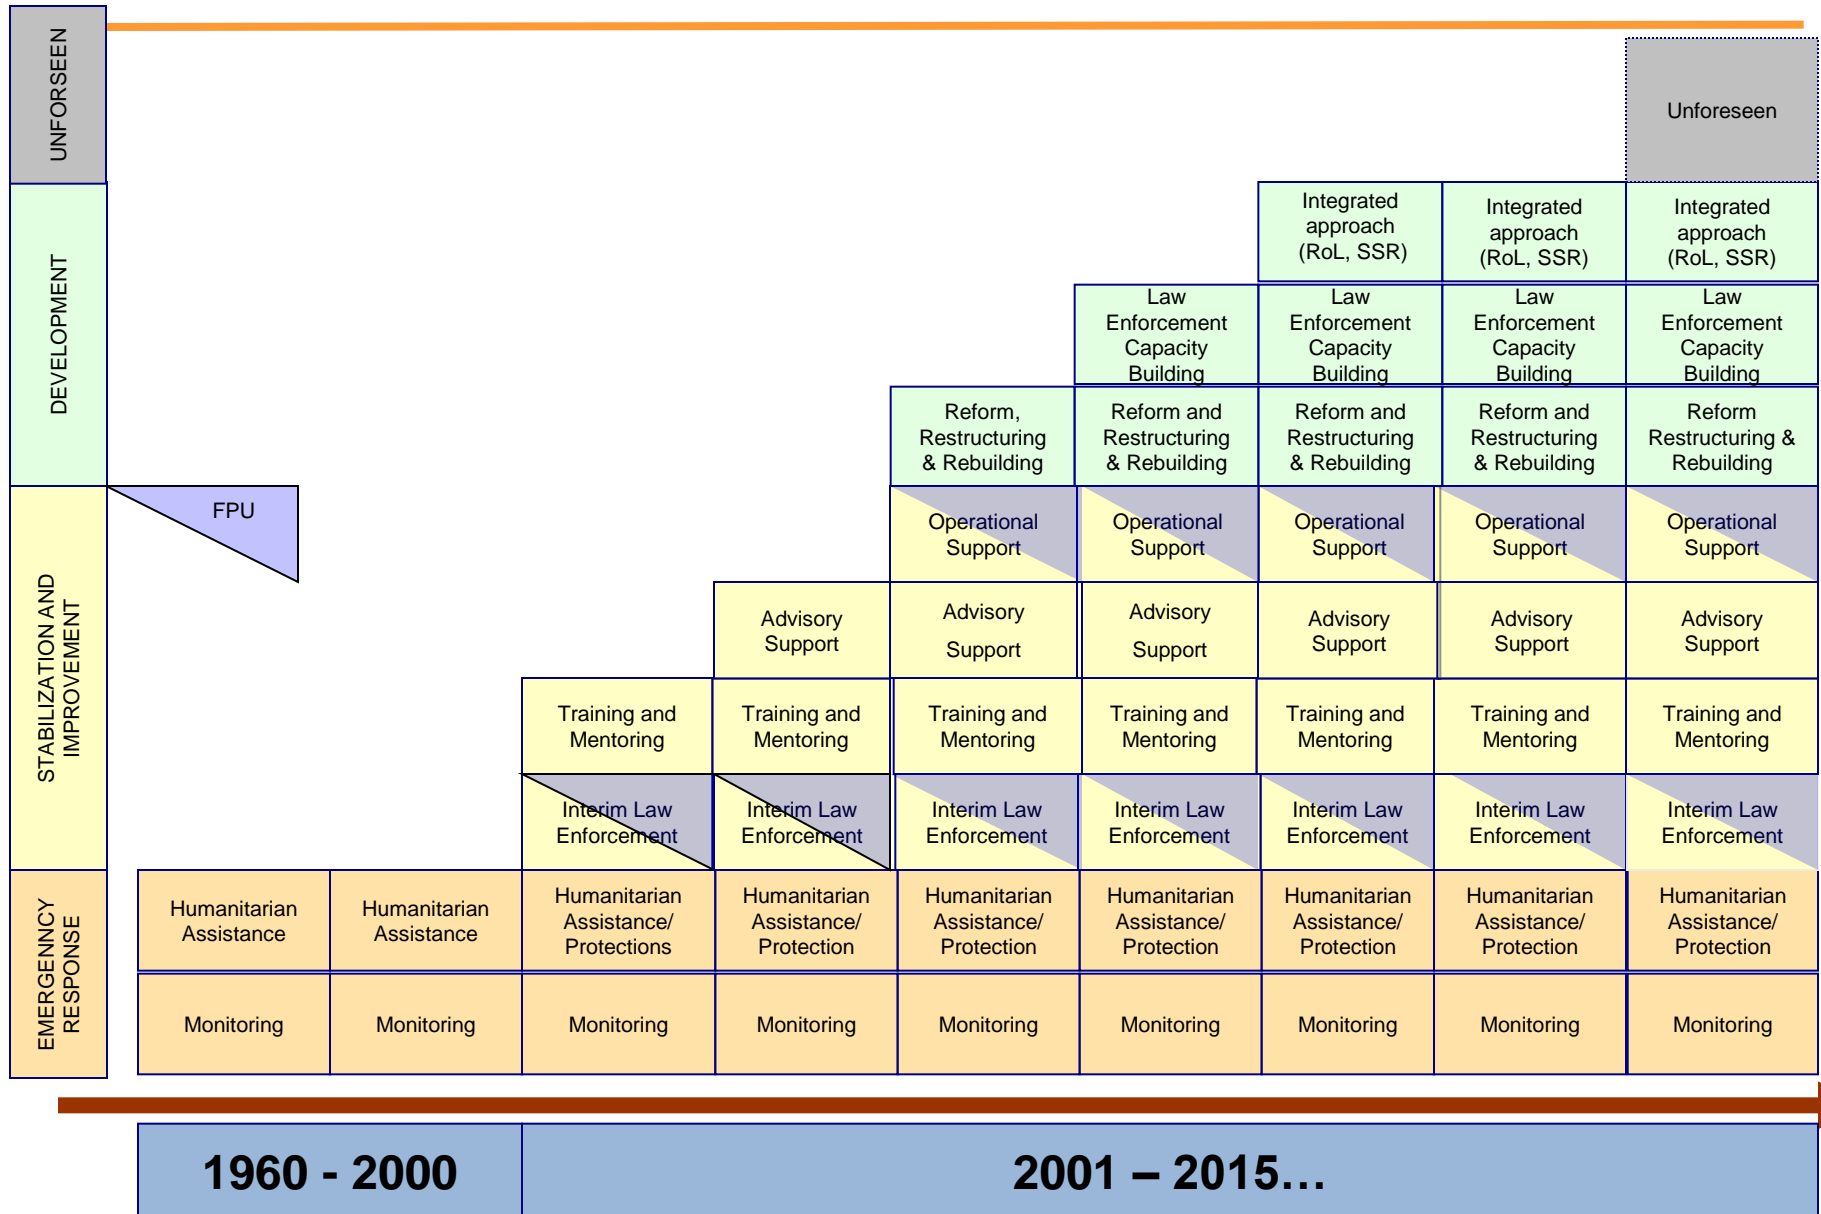 UNFORSEEN
Unforeseen
DEVELOPMENT
Integrated
approach
(RoL, SSR)
Integrated
approach
(RoL, SSR)
Integrated
approach
(RoL, SSR)
Law
Enforcement
Capacity
Building
Law
Enforcement
Capacity
Building
Law
Enforcement
Capacity
Building
Law
Enforcement
Capacity
Building
Reform,
Restructuring
& Rebuilding
Reform and
Restructuring
& Rebuilding
Reform and
Restructuring
& Rebuilding
Reform and
Restructuring
& Rebuilding
Reform
Restructuring &
Rebuilding
STABILIZATION AND
IMPROVEMENT
FPU
Operational
Support
Operational
Support
Operational
Support
Operational
Support
Operational
Support
Advisory
Support
Advisory
Support
Advisory
Support
Advisory
Support
Advisory
Support
Advisory
Support
Training and
Mentoring
Training and
Mentoring
Training and
Mentoring
Training and
Mentoring
Training and
Mentoring
Training and
Mentoring
Training and
Mentoring
Interim Law
Enforcement
Interim Law
Enforcement
Interim Law
Enforcement
Interim Law
Enforcement
Interim Law
Enforcement
Interim Law
Enforcement
Interim Law
Enforcement
EMERGENNCY
RESPONSE
Humanitarian
Assistance
Humanitarian
Assistance
Humanitarian
Assistance/
Protections
Humanitarian
Assistance/
Protection
Humanitarian
Assistance/
Protection
Humanitarian
Assistance/
Protection
Humanitarian
Assistance/
Protection
Humanitarian
Assistance/
Protection
Humanitarian
Assistance/
Protection
Monitoring
Monitoring
Monitoring
Monitoring
Monitoring
Monitoring
Monitoring
Monitoring
Monitoring
1960 - 2000
2001 – 2015…